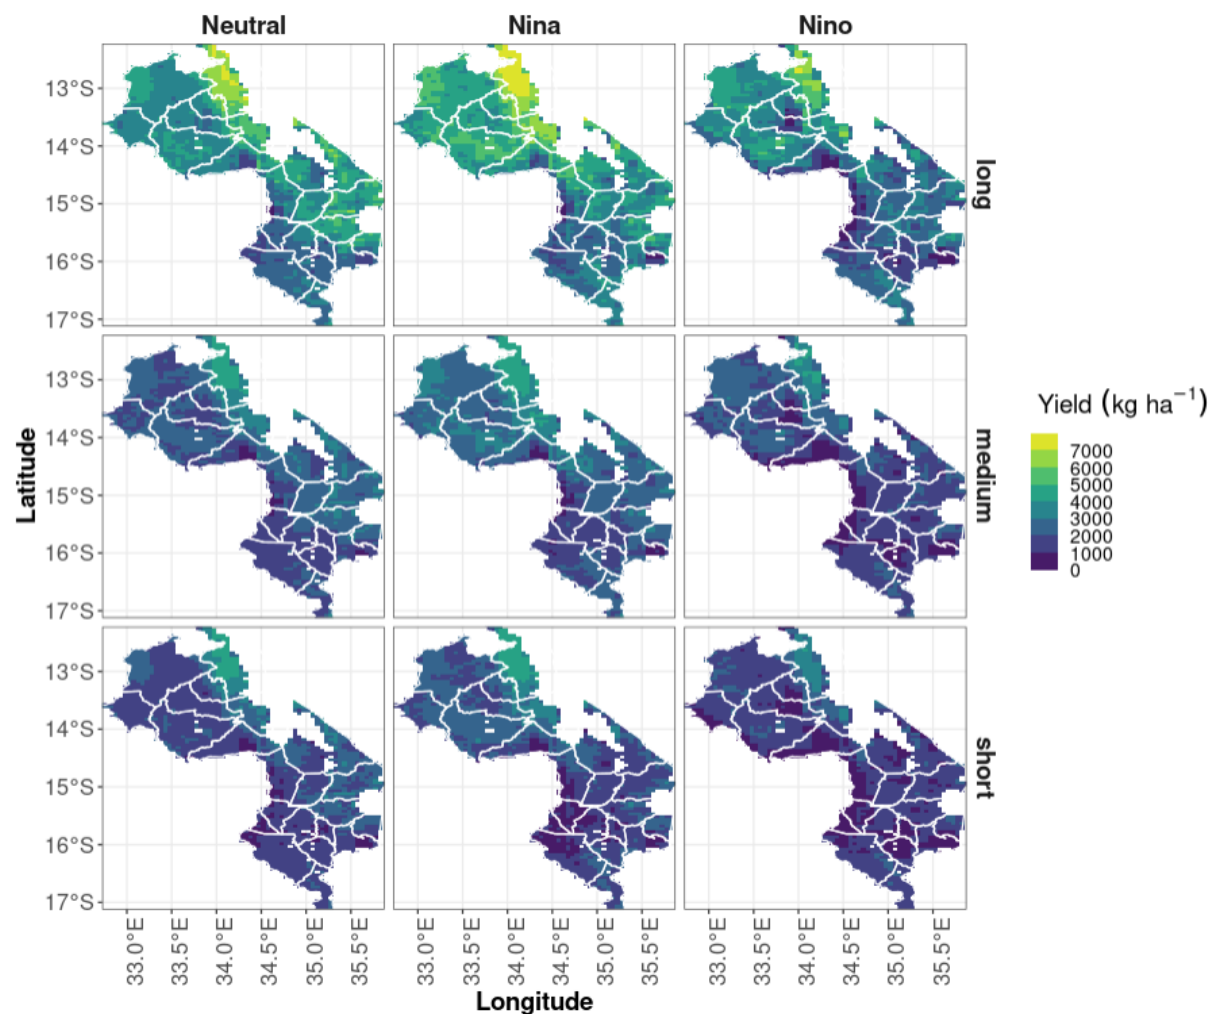 Neutral Nina Nino
13°S
14°S
15°S
16°S
17°S
long
13°S
14°S
15°S
16°S
17°S
medium
13°S
14°S
15°S
16°S
17°S
short
Latitude
33.0°E 33.5°E 34.0°E 34.5°E 35.0°E 35.5°E 33.0°E 33.5°E 34.0°E 34.5°E 35.0°E 35.5°E 33.0°E 33.5°E 34.0°E 34.5°E 35.0°E 35.5°E
Longitude
Yield (kg ha⁻¹)
7000
6000
5000
4000
3000
2000
1000
0